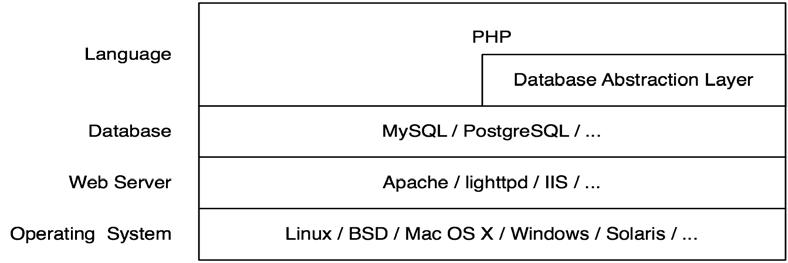 PHP
Language
Database Abstraction Layer
Database
MySQL / PostgreSQL / ...
Web Server
Apache / lighttpd / IIS / ...
Operating System
Linux / BSD / Mac OS X / Windows / Solaris / ...